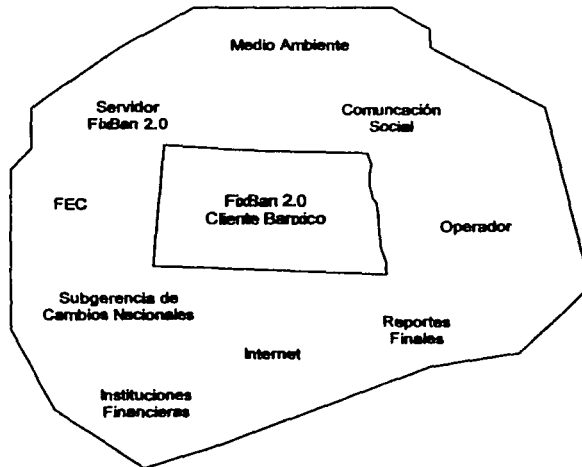 Medio Ambiente
Servidor
FixBan 2.0
Comuncación
Social
FEC
FixBan 2.0
Cliente Banxico
Operador
Subgerencia de
Cambios Nacionales
Reportes
Finales
Internet
Instituciones
Financieras